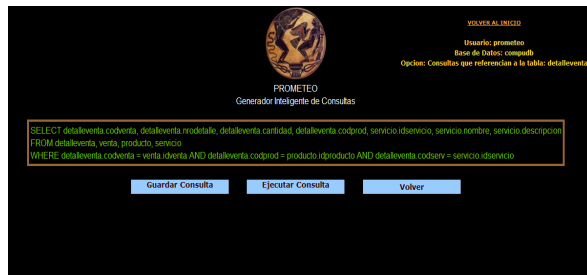 VOLVER AL INICIO
Usuario: prometeo
Base de Datos: compudb
Opcion: Consultas que referencian a la tabla: detalleventa
PROMETEO
Generador Inteligente de Consultas
SELECT detalleventa.codventa, detalleventa.nrodetalle, detalleventa.cantidad, detalleventa.codprod, servicio.idservicio, servicio.nombre, servicio.descripcion
FROM detalleventa, venta, producto, servicio
WHERE detalleventa.codventa = venta.idventa AND detalleventa.codprod = producto.idproducto AND detalleventa.codserv = servicio.idservicio
Guardar Consulta Ejecutar Consulta Volver